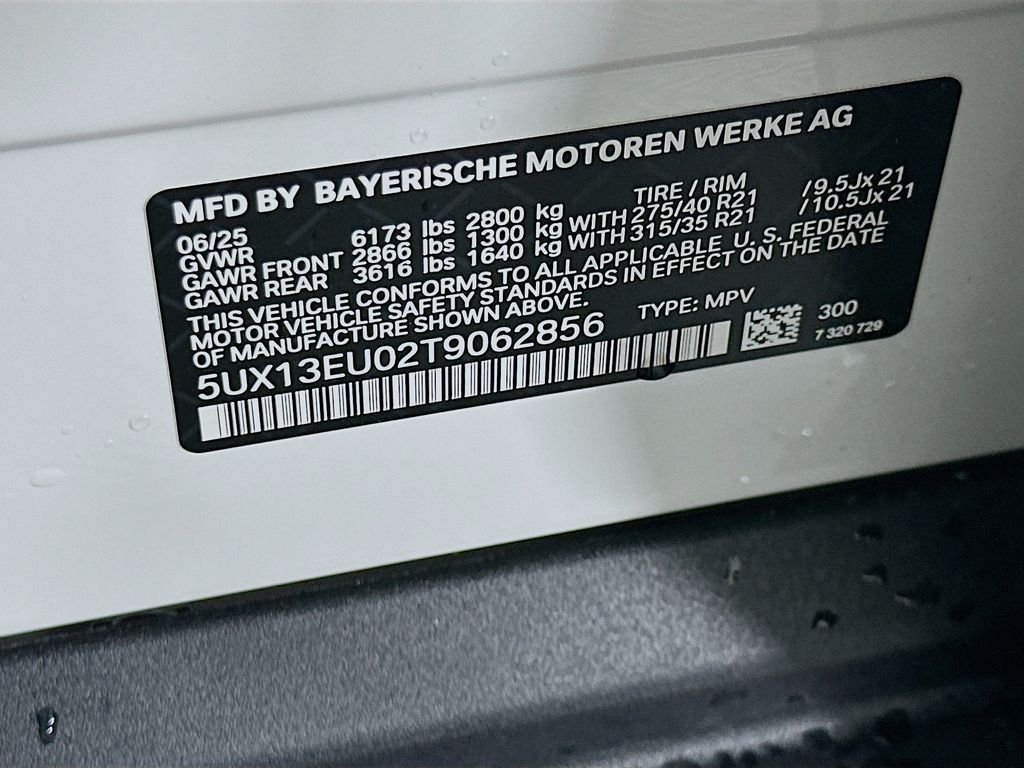 MFD BY BAYERISCHE MOTOREN WERKE AG
06/25 TIRE / RIM
GVWR 6173 lbs 2800 kg
GAWR FRONT 2866 lbs 1300 kg WITH 275/40 R21 / 9.5Jx 21
GAWR REAR 3616 lbs 1640 kg WITH 315/35 R21 / 10.5Jx 21
THIS VEHICLE CONFORMS TO ALL APPLICABLE U. S. FEDERAL
MOTOR VEHICLE SAFETY STANDARDS IN EFFECT ON THE DATE
OF MANUFACTURE SHOWN ABOVE.
5UX13EU02T9062856 TYPE: MPV
300
7 320 729